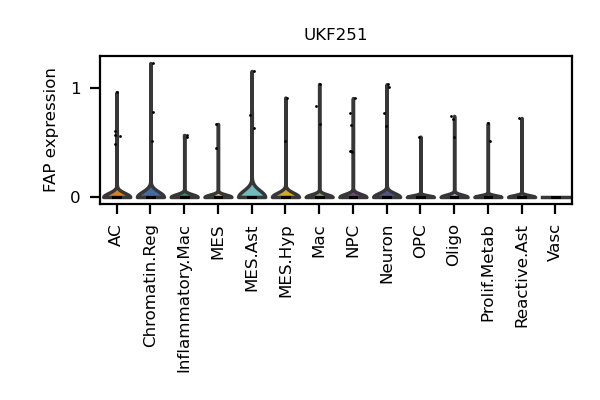 UKF251
FAP expression
1
0
AC
Chromatin.Reg
Inflammatory.Mac
MES
MES.Ast
MES.Hyp
Mac
NPC
Neuron
OPC
Oligo
Prolif.Metab
Reactive.Ast
Vasc